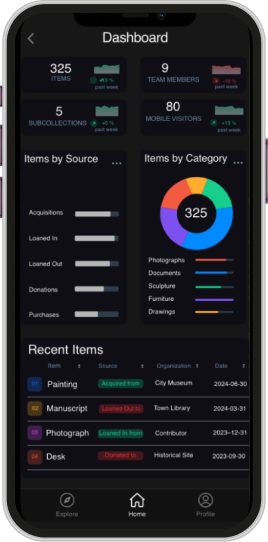 Dashboard
325
ITEMS
past week
9
TEAM MEMBERS
past week
5
SUBCOLLECTIONS
+0 %
past week
80
MOBILE VISITORS
+15 %
past week
Items by Source ...
Acquisitions
Loaned In
Loaned Out
Donations
Purchases
Items by Category ...
325
Photographs
Documents
Sculpture
Furniture
Drawings
Recent Items
Item Source Organization Date
Painting Acquired from City Museum 2024-06-30
Manuscript Loaned Out to Town Library 2024-03-31
Photograph Loaned In from Contributor 2023-12-31
Desk Donated to Historical Site 2023-09-30
Explore Home Profile